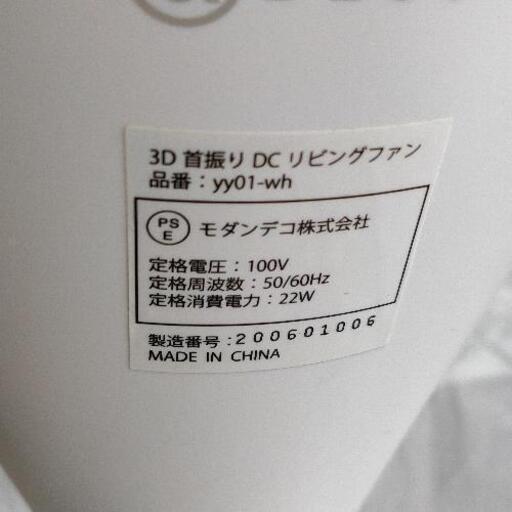 3D 首振り DC リビングファン
品番：yy01-wh
PS E モダンデコ株式会社
定格電圧：100V
定格周波数：50/60Hz
定格消費電力：22W
製造番号：200601006
MADE IN CHINA